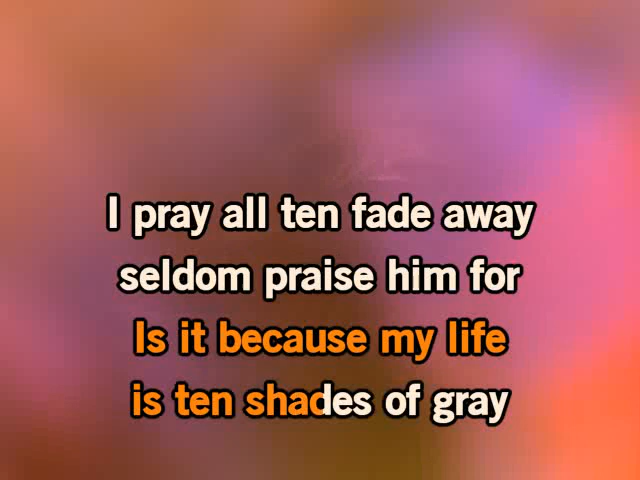 I pray all ten fade away
seldom praise him for
Is it because my life
is ten shades of gray